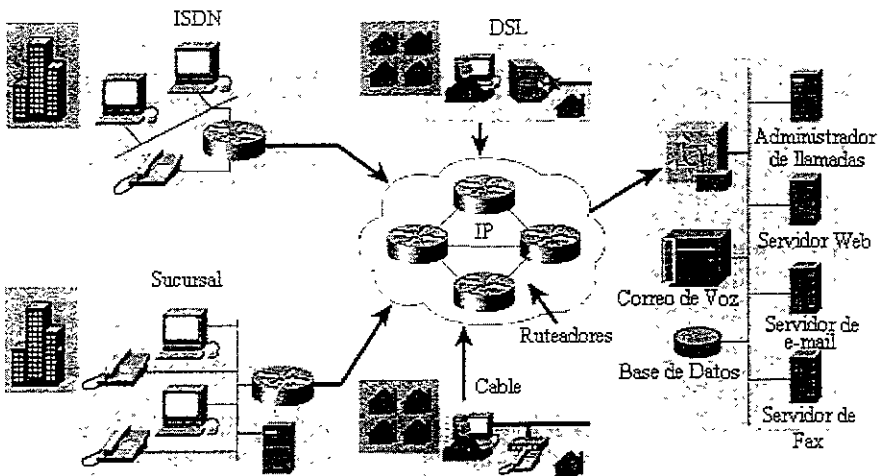 ISDN
DSL
Administrador
de llamadas
IP
Servidor Web
Sucursal
Correo de Voz
Ruteadores
Servidor de
e-mail
Base de Datos
Cable
Servidor de
Fax